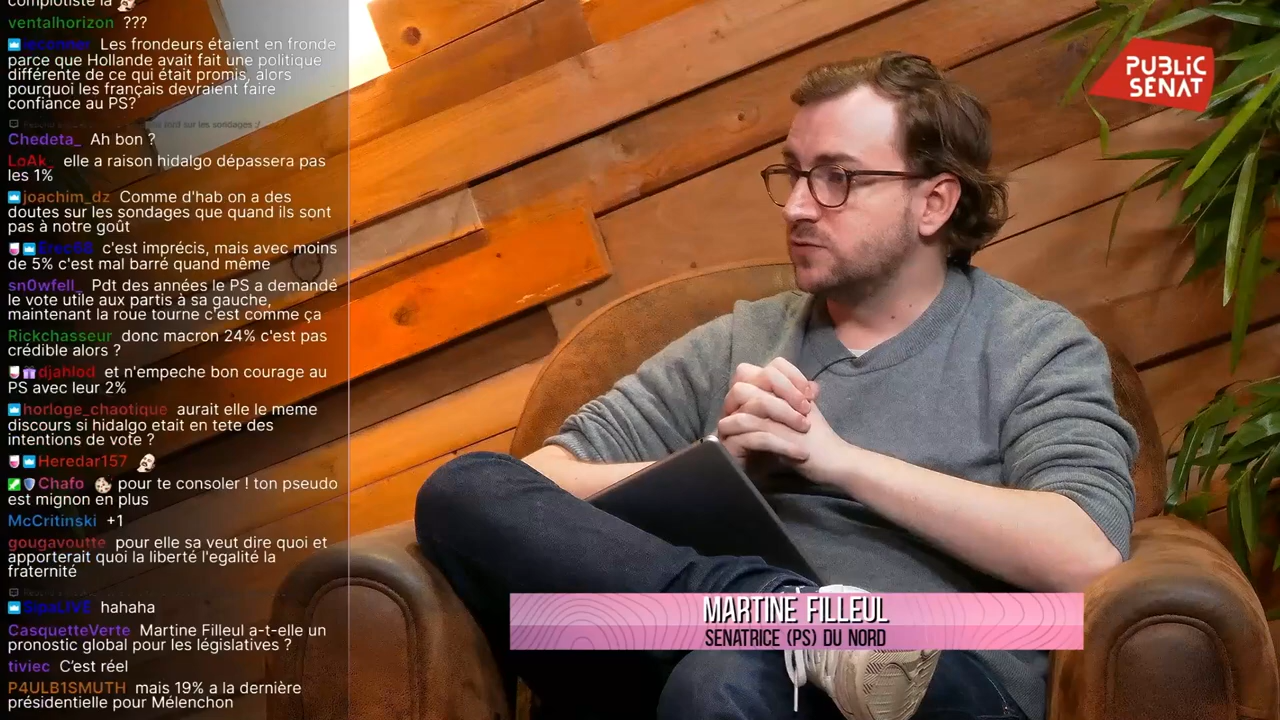 complotiste là
ventalhorizon ???
Les frondeurs étaient en fronde
parce que Hollande avait fait une politique
différente de ce qui était promis, alors
pourquoi les français devraient faire
confiance au PS?
sur les sondages :/
Chedeta_ Ah bon ?
LoAk_ elle a raison hidalgo dépassera pas
les 1%
joachim_dz Comme d'hab on a des
doutes sur les sondages que quand ils sont
pas à notre goût
c'est imprécis, mais avec moins
de 5% c'est mal barré quand même
sn0wfell_ Pdt des années le PS a demandé
le vote utile aux partis à sa gauche,
maintenant la roue tourne c'est comme ça
Rickchasseur donc macron 24% c'est pas
crédible alors ?
djahlod et n'empeche bon courage au
PS avec leur 2%
horloge_chaotique aurait elle le meme
discours si hidalgo etait en tete des
intentions de vote ?
Heredar157
Chafo pour te consoler ! ton pseudo
est mignon en plus
McCritinski +1
gougavoutte pour elle sa veut dire quoi et
apporterait quoi la liberté l'egalité la
fraternité
SipaLIVE hahaha
CasquetteVerte Martine Filleul a-t-elle un
pronostic global pour les législatives ?
tiviec C'est réel
P4ULB1SMUTH mais 19% a la dernière
présidentielle pour Mélenchon
PUBLIC
SÉNAT
MARTINE FILLEUL
SÉNATRICE (PS) DU NORD